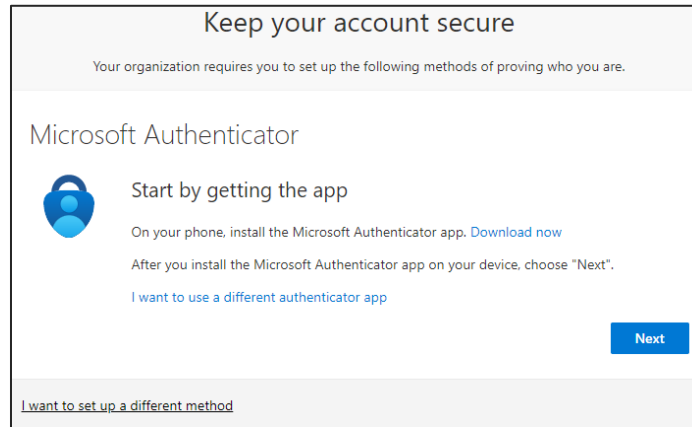 Keep your account secure
Your organization requires you to set up the following methods of proving who you are.
Microsoft Authenticator
Start by getting the app
On your phone, install the Microsoft Authenticator app. Download now
After you install the Microsoft Authenticator app on your device, choose "Next".
I want to use a different authenticator app
Next
I want to set up a different method